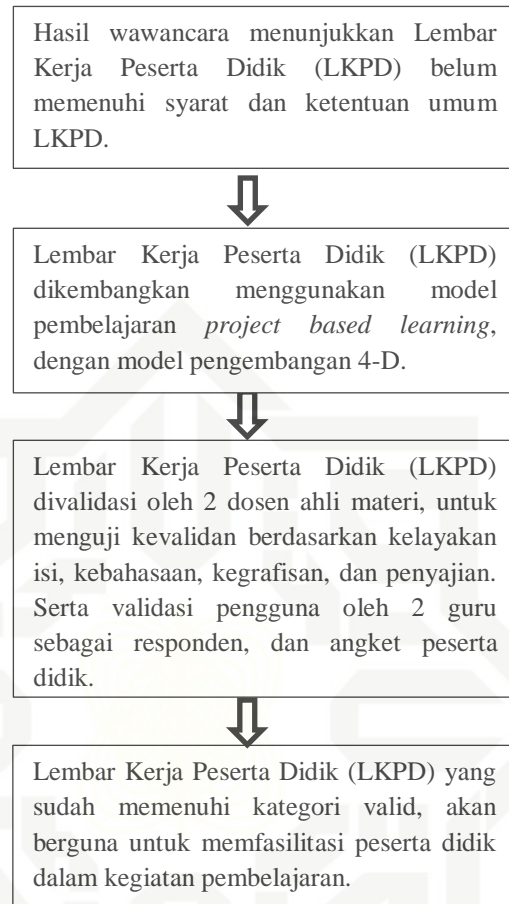 Hasil wawancara menunjukkan Lembar
Kerja Peserta Didik (LKPD) belum
memenuhi syarat dan ketentuan umum
LKPD.
Lembar Kerja Peserta Didik (LKPD)
dikembangkan menggunakan model
pembelajaran project based learning,
dengan model pengembangan 4-D.
Lembar Kerja Peserta Didik (LKPD)
divalidasi oleh 2 dosen ahli materi, untuk
menguji kevalidan berdasarkan kelayakan
isi, kebahasaan, kegrafisan, dan penyajian.
Serta validasi pengguna oleh 2 guru
sebagai responden, dan angket peserta
didik.
Lembar Kerja Peserta Didik (LKPD) yang
sudah memenuhi kategori valid, akan
berguna untuk memfasilitasi peserta didik
dalam kegiatan pembelajaran.